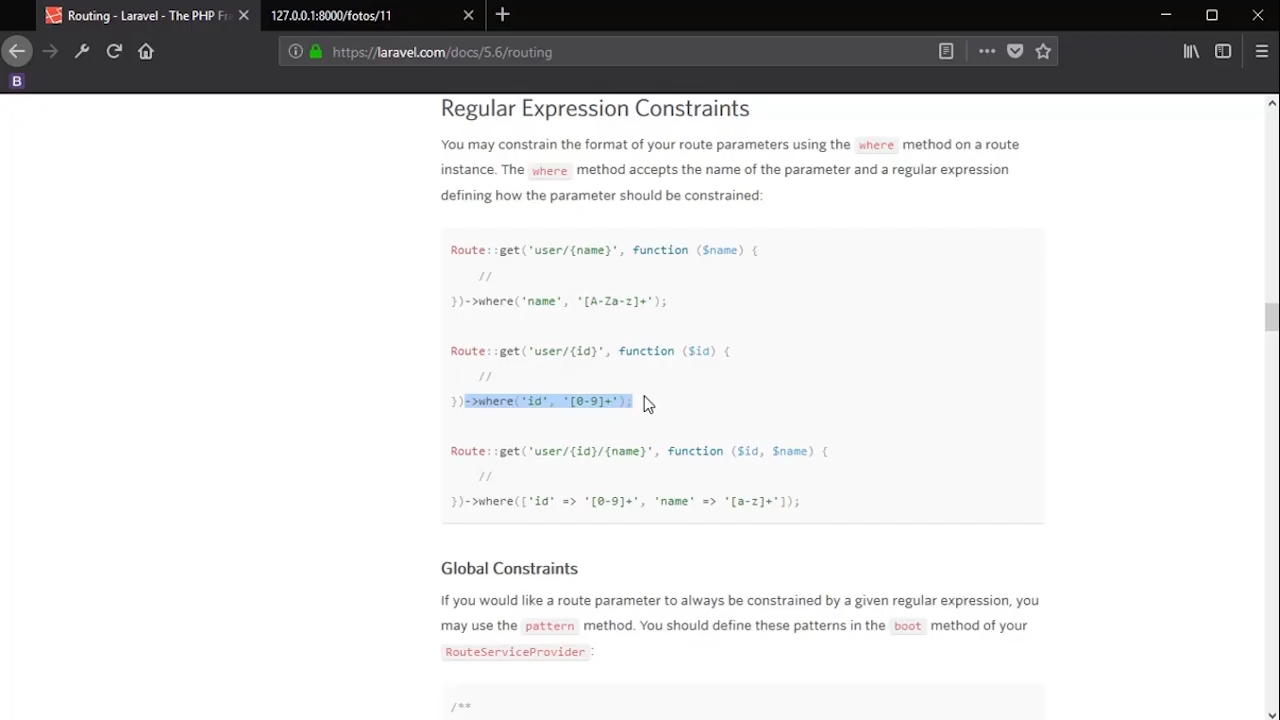 Routing - Laravel - The PHP Fra
127.0.0.1:8000/fotos/11
https://laravel.com/docs/5.6/routing
B
Regular Expression Constraints
You may constrain the format of your route parameters using the where method on a route
instance. The where method accepts the name of the parameter and a regular expression
defining how the parameter should be constrained:
Route::get('user/{name}', function ($name) {
//
})->where('name', '[A-Za-z]+');
Route::get('user/{id}', function ($id) {
//
})->where('id', '[0-9]+');
Route::get('user/{id}/{name}', function ($id, $name) {
//
})->where(['id' => '[0-9]+', 'name' => '[a-z]+']);
Global Constraints
If you would like a route parameter to always be constrained by a given regular expression, you
may use the pattern method. You should define these patterns in the boot method of your
RouteServiceProvider:
/**